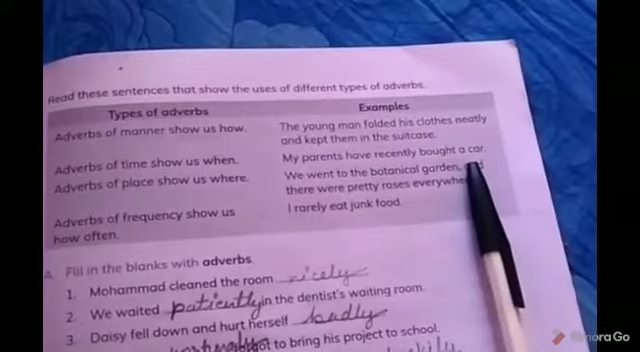 Read these sentences that show the uses of different types of adverbs.
Types of adverbs Examples
Adverbs of manner show us how. The young man folded his clothes neatly
and kept them in the suitcase.
Adverbs of time show us when. My parents have recently bought a car.
Adverbs of place show us where. We went to the botanical garden,
there were pretty roses
Adverbs of frequency show us I rarely eat junk food.
how often.
A. Fill in the blanks with adverbs
1. Mohammad cleaned the room nicely
2. We waited patiently in the dentist's waiting room.
3. Daisy fell down and hurt herself badly
to bring his project to school.